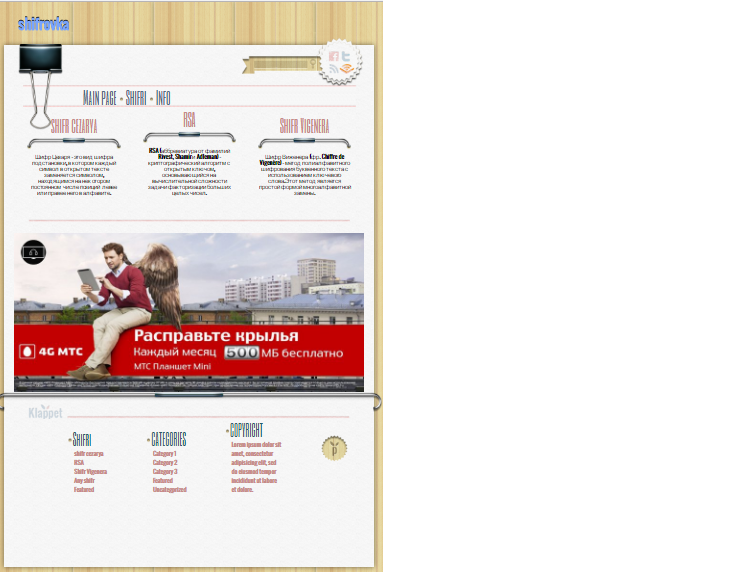 shifrovka
Main page • Shifri • Info
shifr cezarya
RSA
Shifr Vigenera
Шифр Цезаря - это вид шифра
подстановки, в котором каждый
символ в открытом тексте
заменяется символом,
находящимся на некотором
постоянном числе позиций левее
или правее него в алфавите.
RSA (аббревиатура от фамилий
Rivest, Shamir и Adleman) -
криптографический алгоритм с
открытым ключом,
основывающийся на
вычислительной сложности
задачи факторизации больших
целых чисел.
Шифр Виженера (фр. Chiffre de
Vigenère) - метод полиалфавитного
шифрования буквенного текста с
использованием ключевого
слова. Этот метод является
простой формой многоалфавитной
замены.
Расправьте крылья
4G МТС
Каждый месяц 500 МБ бесплатно
МТС Планшет Mini
Klappet
• Shifri
shifr cezarya
RSA
Shifr Vigenera
Any shifr
Featured
• Categories
Category 1
Category 2
Category 3
Featured
Uncategorized
• Copyright
Lorem ipsum dolor sit
amet, consectetur
adipisicing elit, sed
do eiusmod tempor
incididunt ut labore
et dolore.
p